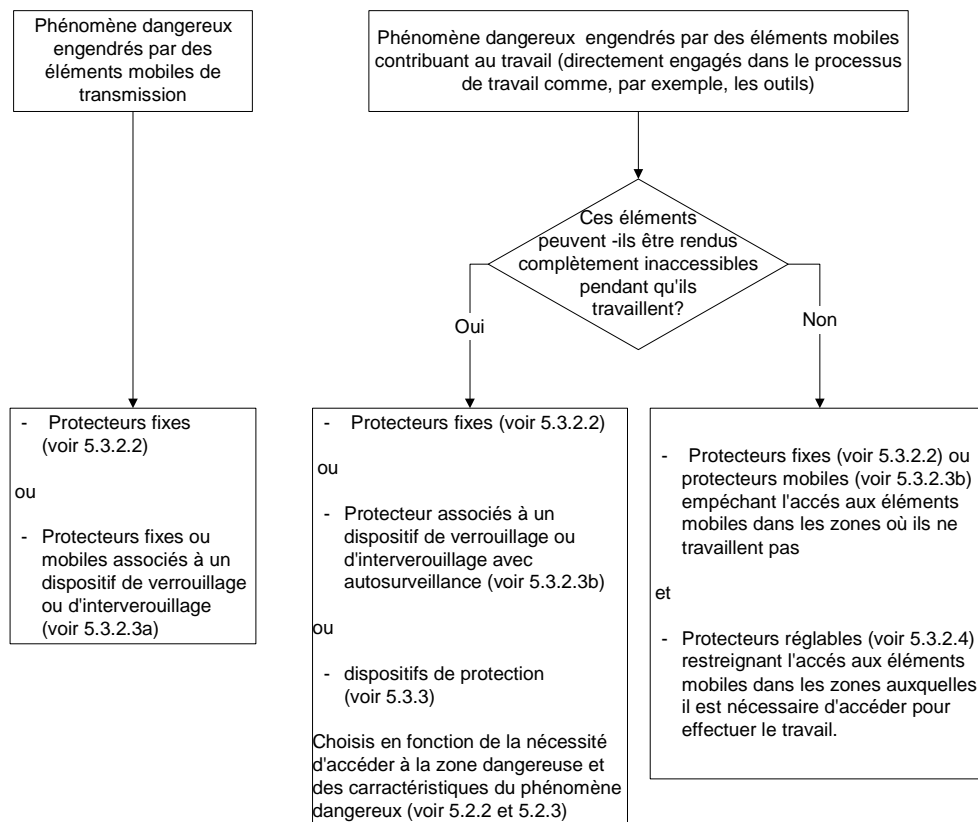 Phénomène dangereux
engendrés par des
éléments mobiles de
transmission
Phénomène dangereux engendrés par des éléments mobiles
contribuant au travail (directement engagés dans le processus
de travail comme, par exemple, les outils)
Ces éléments
peuvent -ils être rendus
complètement inaccessibles
pendant qu'ils
travaillent?
Oui
Non
- Protecteurs fixes
(voir 5.3.2.2)
ou
- Protecteurs fixes ou
mobiles associés à un
dispositif de verrouillage
ou d'interverouillage
(voir 5.3.2.3a)
- Protecteurs fixes (voir 5.3.2.2)
ou
- Protecteur associés à un
dispositif de verrouillage ou
d'interverouillage avec
autosurveillance (voir 5.3.2.3b)
ou
- dispositifs de protection
(voir 5.3.3)
Choisis en fonction de la nécessité
d'accéder à la zone dangereuse et
des carractéristiques du phénomène
dangereux (voir 5.2.2 et 5.2.3)
- Protecteurs fixes (voir 5.3.2.2) ou
protecteurs mobiles (voir 5.3.2.3b)
empéchant l'accés aux éléments
mobiles dans les zones où ils ne
travaillent pas
et
- Protecteurs réglables (voir 5.3.2.4)
restreignant l'accés aux éléments
mobiles dans les zones auxquelles
il est nécessaire d'accéder pour
effectuer le travail.